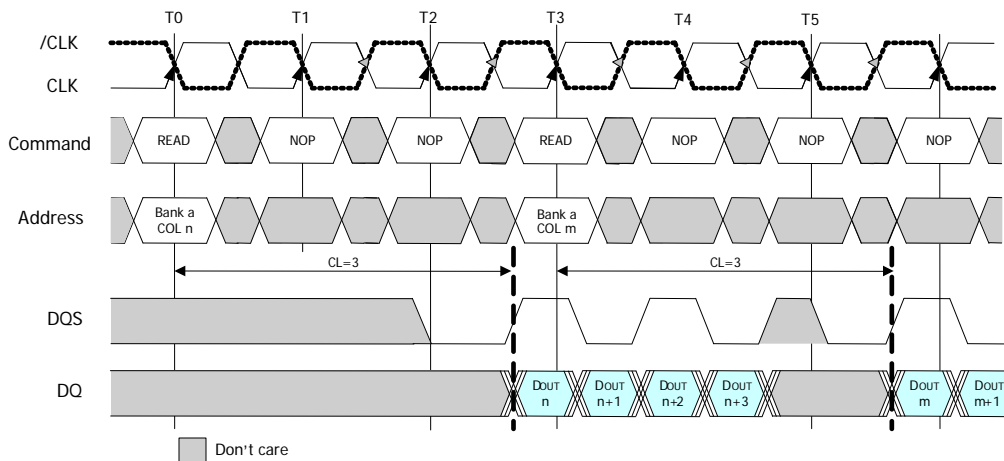 T0 T1 T2 T3 T4 T5
/CLK
CLK
Command
READ NOP NOP READ NOP NOP NOP
Address
Bank a
COL n
Bank a
COL m
CL=3 CL=3
DQS
DQ
DOUT
n
DOUT
n+1
DOUT
n+2
DOUT
n+3
DOUT
m
DOUT
m+1
Don't care